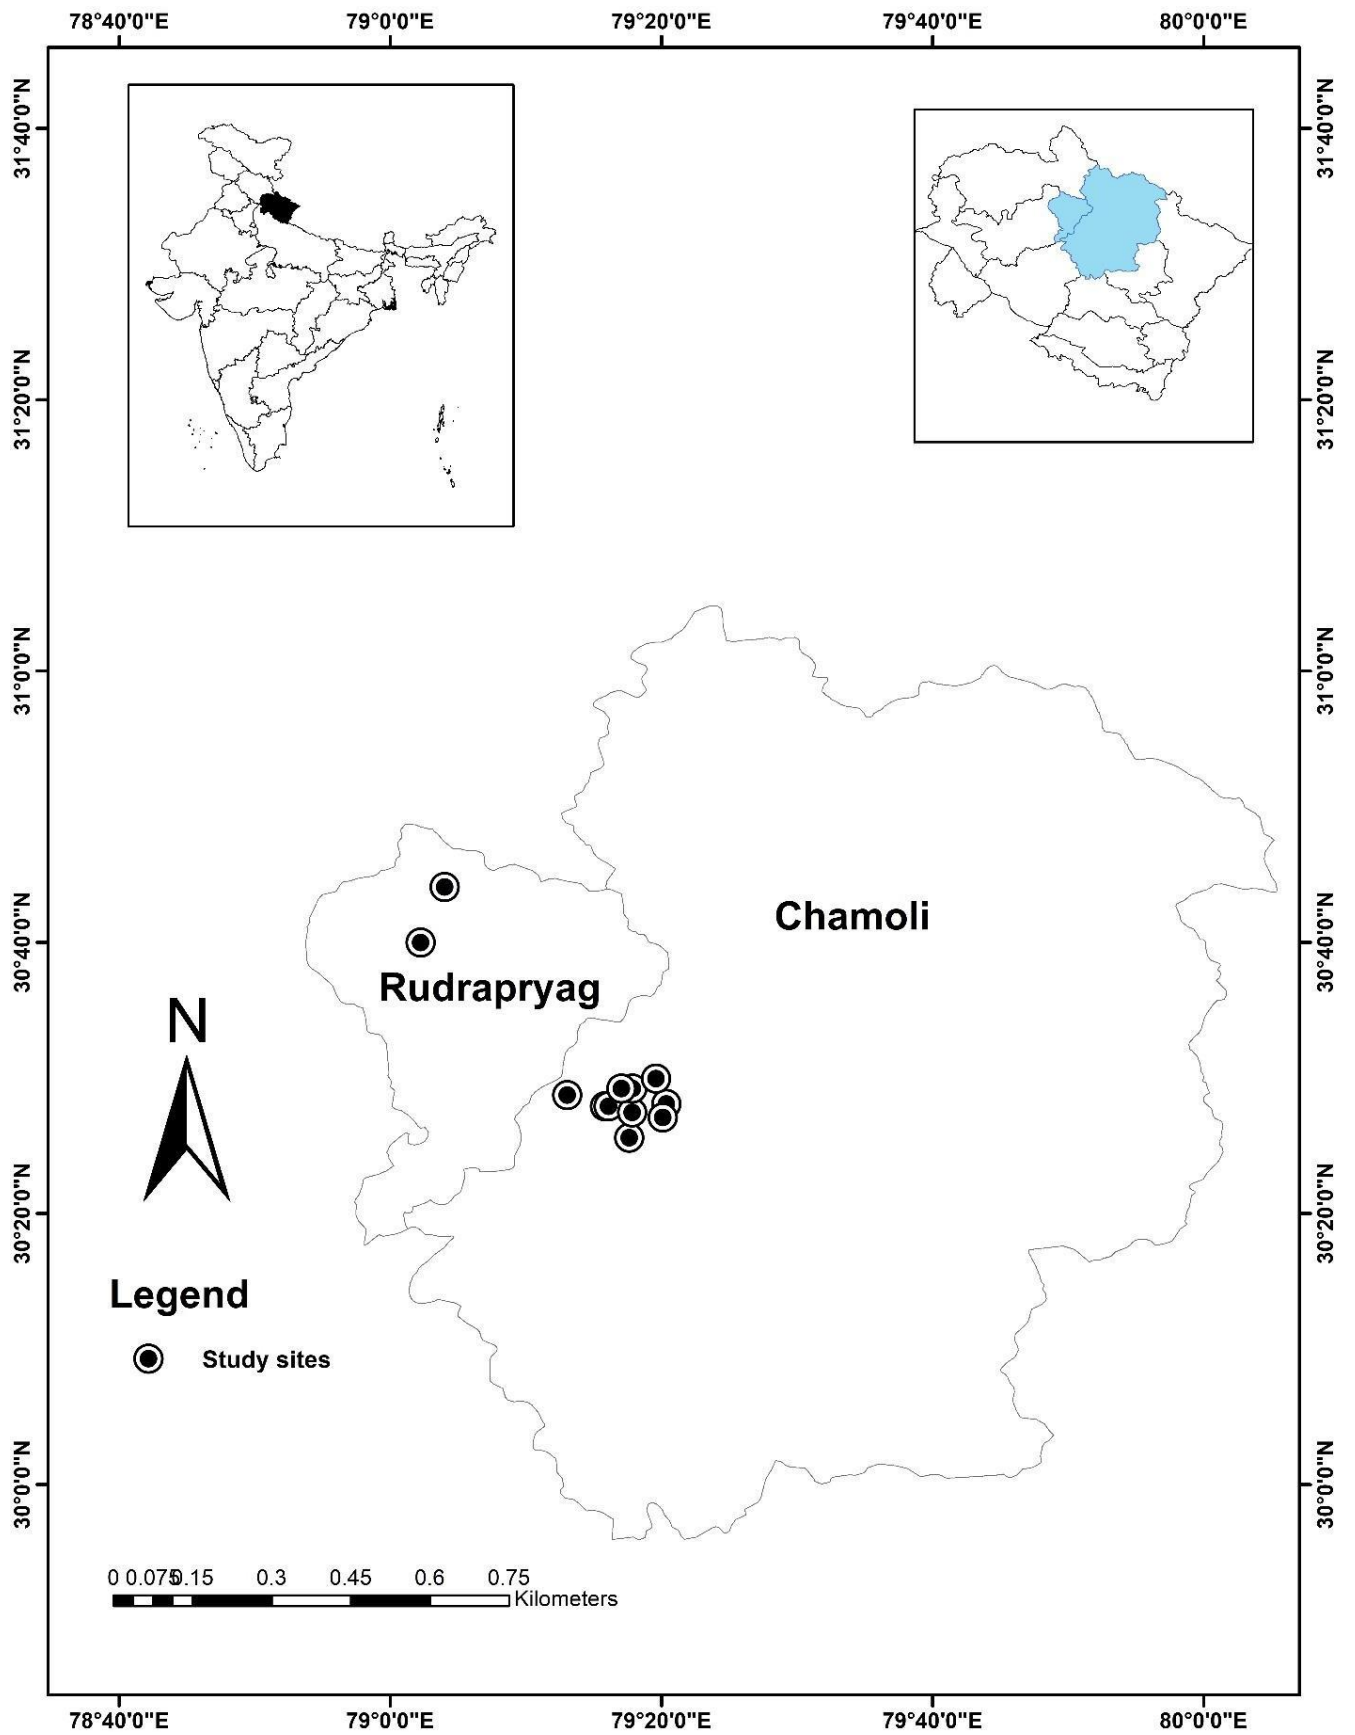 78°40'0"E 79°0'0"E 79°20'0"E 79°40'0"E 80°0'0"E
31°40'0"N 31°40'0"N
31°20'0"N 31°20'0"N
31°0'0"N 31°0'0"N
Chamoli
30°40'0"N 30°40'0"N
Rudrapryag
N
30°20'0"N 30°20'0"N
Legend
Study sites
30°0'0"N 30°0'0"N
0 0.075 0.15 0.3 0.45 0.6 0.75
Kilometers
78°40'0"E 79°0'0"E 79°20'0"E 79°40'0"E 80°0'0"E